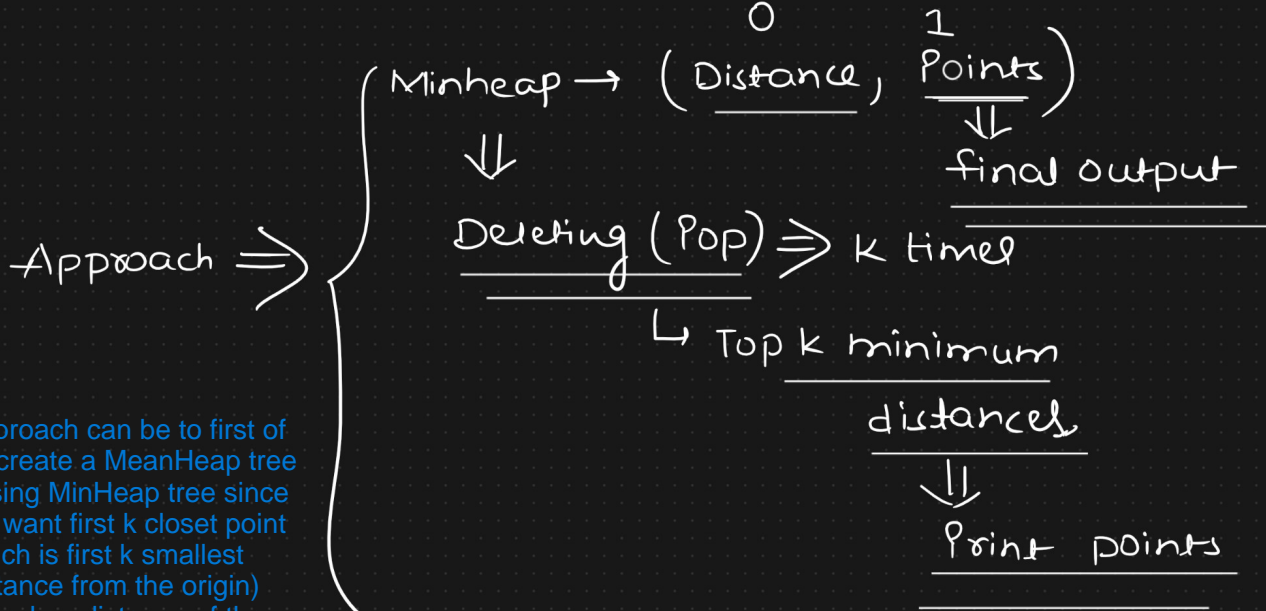 0 1
Minheap → (Distance, Points)
⇓ ⇓
final output
Approach ⇒
Deleting (Pop) ⇒ K times
↳ Top k minimum
distances
⇓
Print points
proach can be to first of
create a MeanHeap tree
sing MinHeap tree since
want first k closet point
ch is first k smallest
tance from the origin)